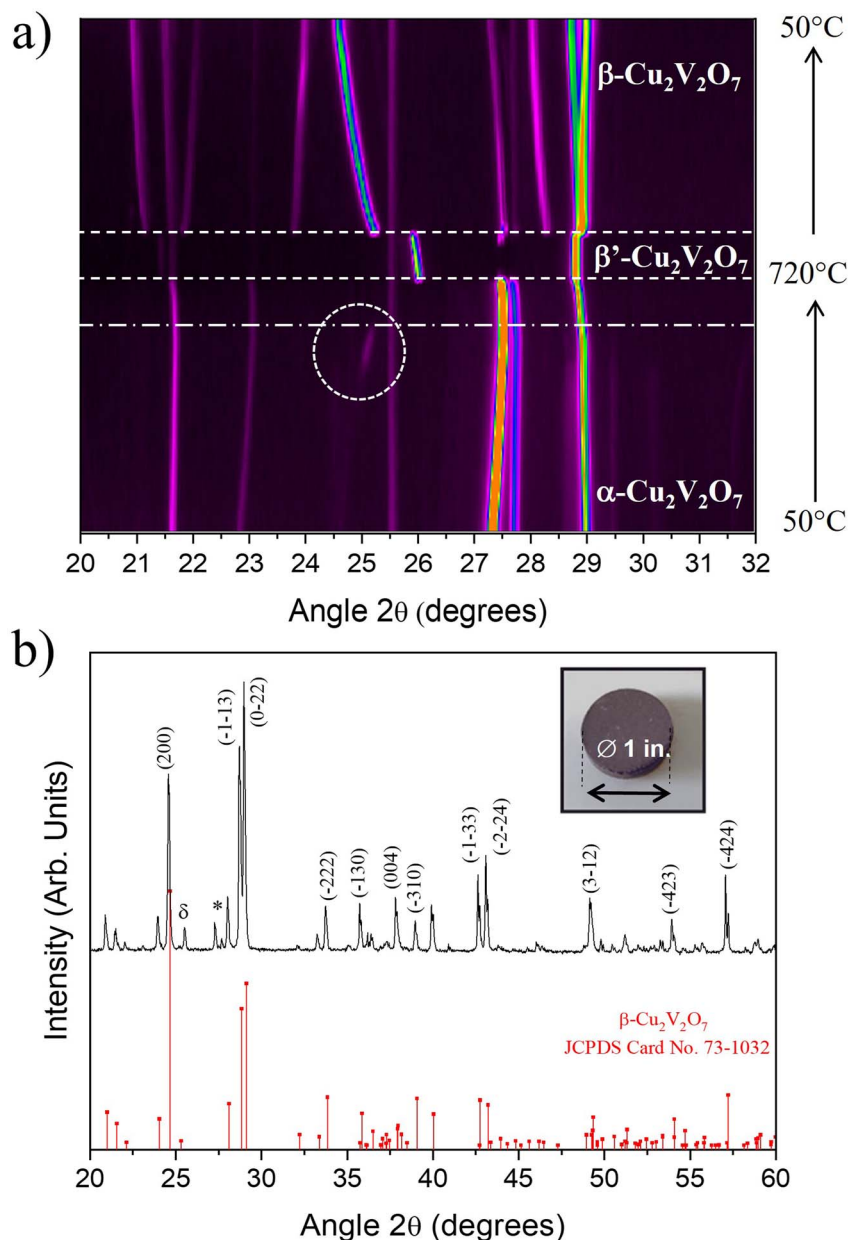 a)
50°C
β-Cu₂V₂O₇
β’-Cu₂V₂O₇
720°C
α-Cu₂V₂O₇
50°C
20 21 22 23 24 25 26 27 28 29 30 31 32
Angle 2θ (degrees)
b)
Intensity (Arb. Units)
(200)
δ
*
(-1-13)
(0-22)
(-222)
(-130)
(004)
(-310)
(-1-33)
(-2-24)
(3-12)
(-423)
(-424)
∅ 1 in.
β-Cu₂V₂O₇
JCPDS Card No. 73-1032
20 25 30 35 40 45 50 55 60
Angle 2θ (degrees)